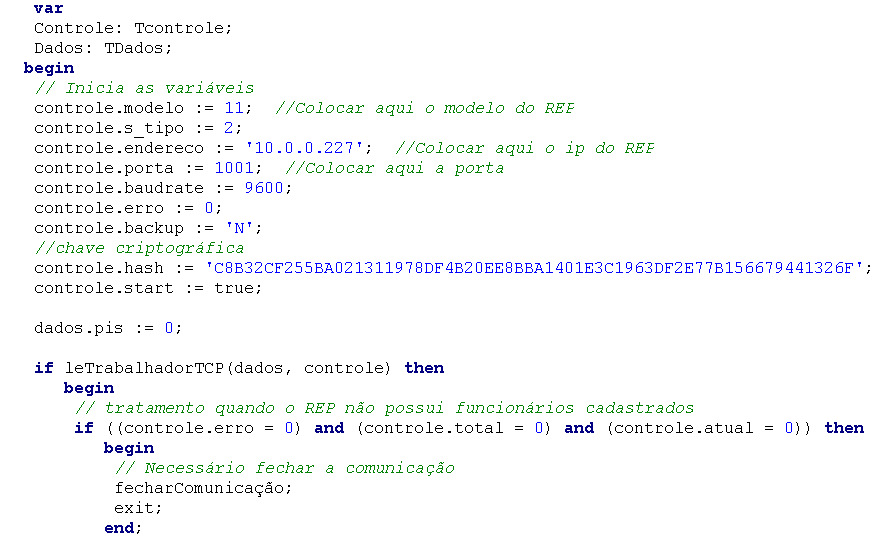 var
Controle: Tcontrole;
Dados: TDados;
begin
// Inicia as variáveis
controle.modelo := 11;  //Colocar aqui o modelo do REP
controle.s_tipo := 2;
controle.endereco := '10.0.0.227';  //Colocar aqui o ip do REP
controle.porta := 1001;  //Colocar aqui a porta
controle.baudrate := 9600;
controle.erro := 0;
controle.backup := 'N';
//chave criptográfica
controle.hash := 'C8B32CF255BA021311978DF4B20EE8BBA1401E3C1963DF2E77B156679441326F';
controle.start := true;
dados.pis := 0;
if leTrabalhadorTCP(dados, controle) then
begin
// tratamento quando o REP não possui funcionários cadastrados
if ((controle.erro = 0) and (controle.total = 0) and (controle.atual = 0)) then
begin
// Necessário fechar a comunicação
fecharComunicação;
exit;
end;